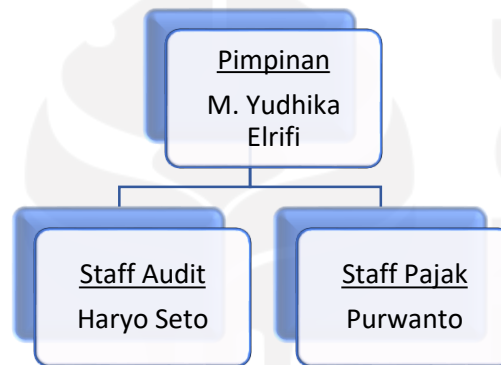 Pimpinan
M. Yudhika
Elrifi
Staff Audit
Haryo Seto
Staff Pajak
Purwanto